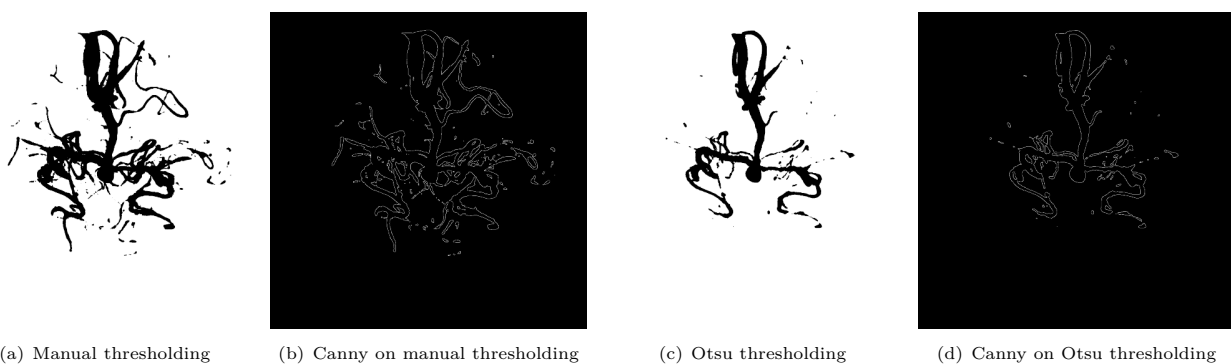 (a) Manual thresholding
(b) Canny on manual thresholding
(c) Otsu thresholding
(d) Canny on Otsu thresholding